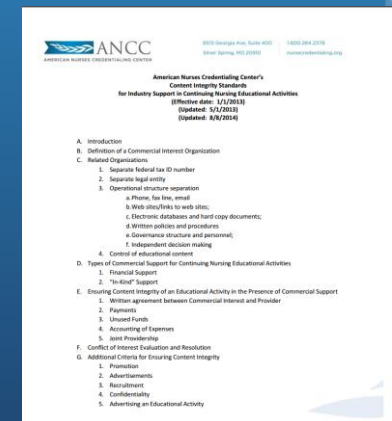 ANCC
AMERICAN NURSES CREDENTIALING CENTER
8515 Georgia Ave, Suite 400
Silver Spring, MD 20910
1.800.284.2378
nursecredentialing.org
American Nurses Credentialing Center's
Content Integrity Standards
for Industry Support in Continuing Nursing Educational Activities
(Effective date: 1/1/2013)
(Updated: 5/1/2013)
(Updated: 8/8/2014)
A. Introduction
B. Definition of a Commercial Interest Organization
C. Related Organizations
1. Separate federal tax ID number
2. Separate legal entity
3. Operational structure separation
a. Phone, fax line, email
b. Web sites/links to web sites;
c. Electronic databases and hard copy documents;
d. Written policies and procedures
e. Governance structure and personnel;
f. Independent decision making
4. Control of educational content
D. Types of Commercial Support for Continuing Nursing Educational Activities
1. Financial Support
2. "In-Kind" Support
E. Ensuring Content Integrity of an Educational Activity in the Presence of Commercial Support
1. Written agreement between Commercial Interest and Provider
2. Payments
3. Unused Funds
4. Accounting of Expenses
5. Joint Providership
F. Conflict of Interest Evaluation and Resolution
G. Additional Criteria for Ensuring Content Integrity
1. Promotion
2. Advertisements
3. Recruitment
4. Confidentiality
5. Advertising an Educational Activity